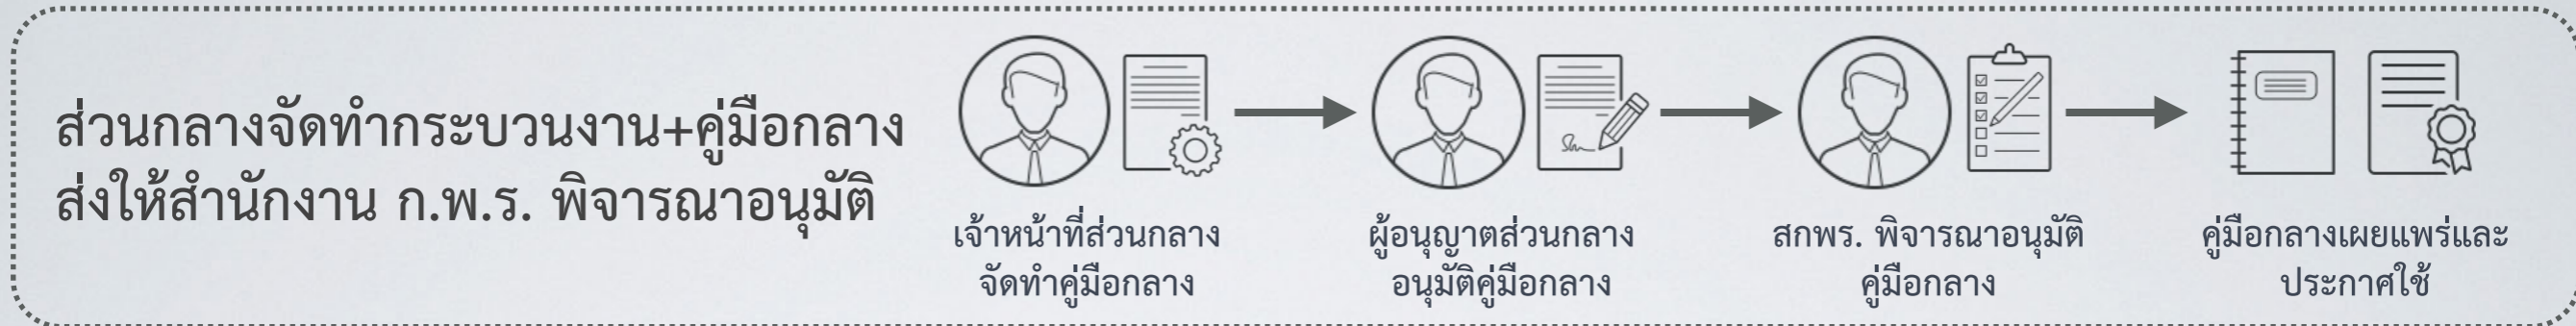 ส่วนกลางจัดทำกระบวนงาน+คู่มือกลาง
ส่งให้สำนักงาน ก.พ.ร. พิจารณาอนุมัติ
เจ้าหน้าที่ส่วนกลาง
จัดทำคู่มือกลาง
ผู้อนุญาตส่วนกลาง
อนุมัติคู่มือกลาง
สกพร. พิจารณาอนุมัติ
คู่มือกลาง
คู่มือกลางเผยแพร่และ
ประกาศใช้